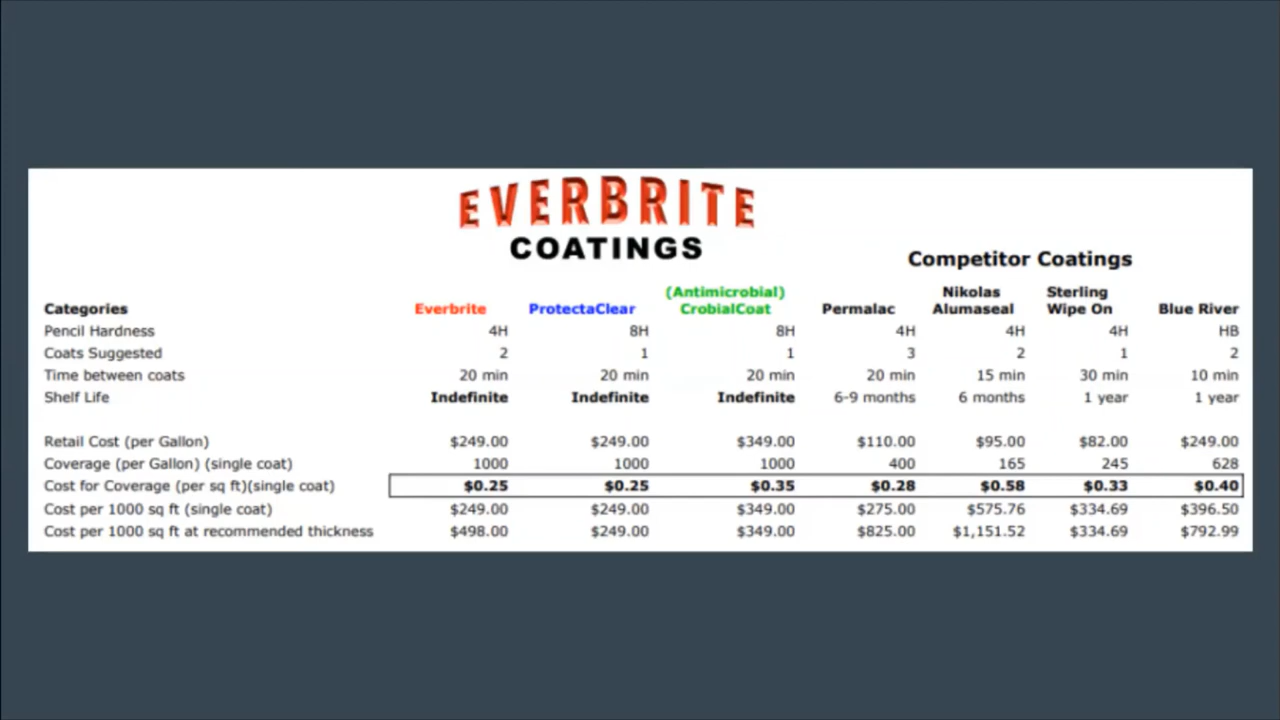 EVERBRITE
COATINGS
Competitor Coatings
Categories Everbrite ProtectaClear (Antimicrobial) CrobialCoat Permalac Nikolas Alumaseal Sterling Wipe On Blue River
Pencil Hardness 4H 8H 8H 4H 4H 4H HB
Coats Suggested 2 1 1 3 2 1 2
Time between coats 20 min 20 min 20 min 20 min 15 min 30 min 10 min
Shelf Life Indefinite Indefinite Indefinite 6-9 months 6 months 1 year 1 year
Retail Cost (per Gallon) $249.00 $249.00 $349.00 $110.00 $95.00 $82.00 $249.00
Coverage (per Gallon) (single coat) 1000 1000 1000 400 165 245 628
Cost for Coverage (per sq ft)(single coat) $0.25 $0.25 $0.35 $0.28 $0.58 $0.33 $0.40
Cost per 1000 sq ft (single coat) $249.00 $249.00 $349.00 $275.00 $575.76 $334.69 $396.50
Cost per 1000 sq ft at recommended thickness $498.00 $249.00 $349.00 $825.00 $1,151.52 $334.69 $792.99